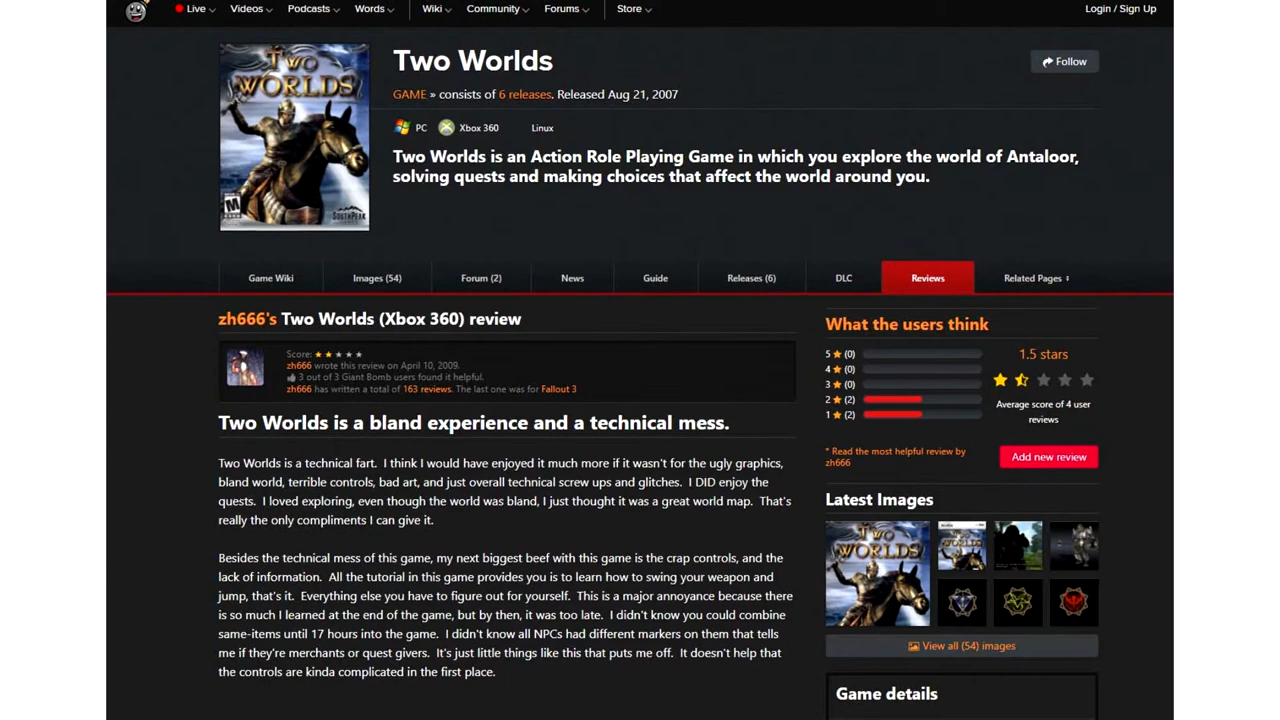 Live
Videos
Podcasts
Words
Wiki
Community
Forums
Store
Login / Sign Up
TWO WORLDS
M
SOUTHPEAK
Two Worlds
Follow
GAME » consists of 6 releases. Released Aug 21, 2007
PC
Xbox 360
Linux
Two Worlds is an Action Role Playing Game in which you explore the world of Antaloor,
solving quests and making choices that affect the world around you.
Game Wiki
Images (54)
Forum (2)
News
Guide
Releases (6)
DLC
Reviews
Related Pages
zh666's Two Worlds (Xbox 360) review
Score:
zh666 wrote this review on April 10, 2009.
3 out of 3 Giant Bomb users found it helpful.
zh666 has written a total of 163 reviews. The last one was for Fallout 3
Two Worlds is a bland experience and a technical mess.
Two Worlds is a technical fart. I think I would have enjoyed it much more if it wasn't for the ugly graphics,
bland world, terrible controls, bad art, and just overall technical screw ups and glitches. I DID enjoy the
quests. I loved exploring, even though the world was bland, I just thought it was a great world map. That's
really the only compliments I can give it.
Besides the technical mess of this game, my next biggest beef with this game is the crap controls, and the
lack of information. All the tutorial in this game provides you is to learn how to swing your weapon and
jump, that's it. Everything else you have to figure out for yourself. This is a major annoyance because there
is so much I learned at the end of the game, but by then, it was too late. I didn't know you could combine
same-items until 17 hours into the game. I didn't know all NPCs had different markers on them that tells
me if they're merchants or quest givers. It's just little things like this that puts me off. It doesn't help that
the controls are kinda complicated in the first place.
What the users think
5 ★ (0)
4 ★ (0)
3 ★ (0)
2 ★ (2)
1 ★ (2)
1.5 stars
Average score of 4 user
reviews
* Read the most helpful review by
zh666
Add new review
Latest Images
TWO WORLDS
View all (54) images
Game details